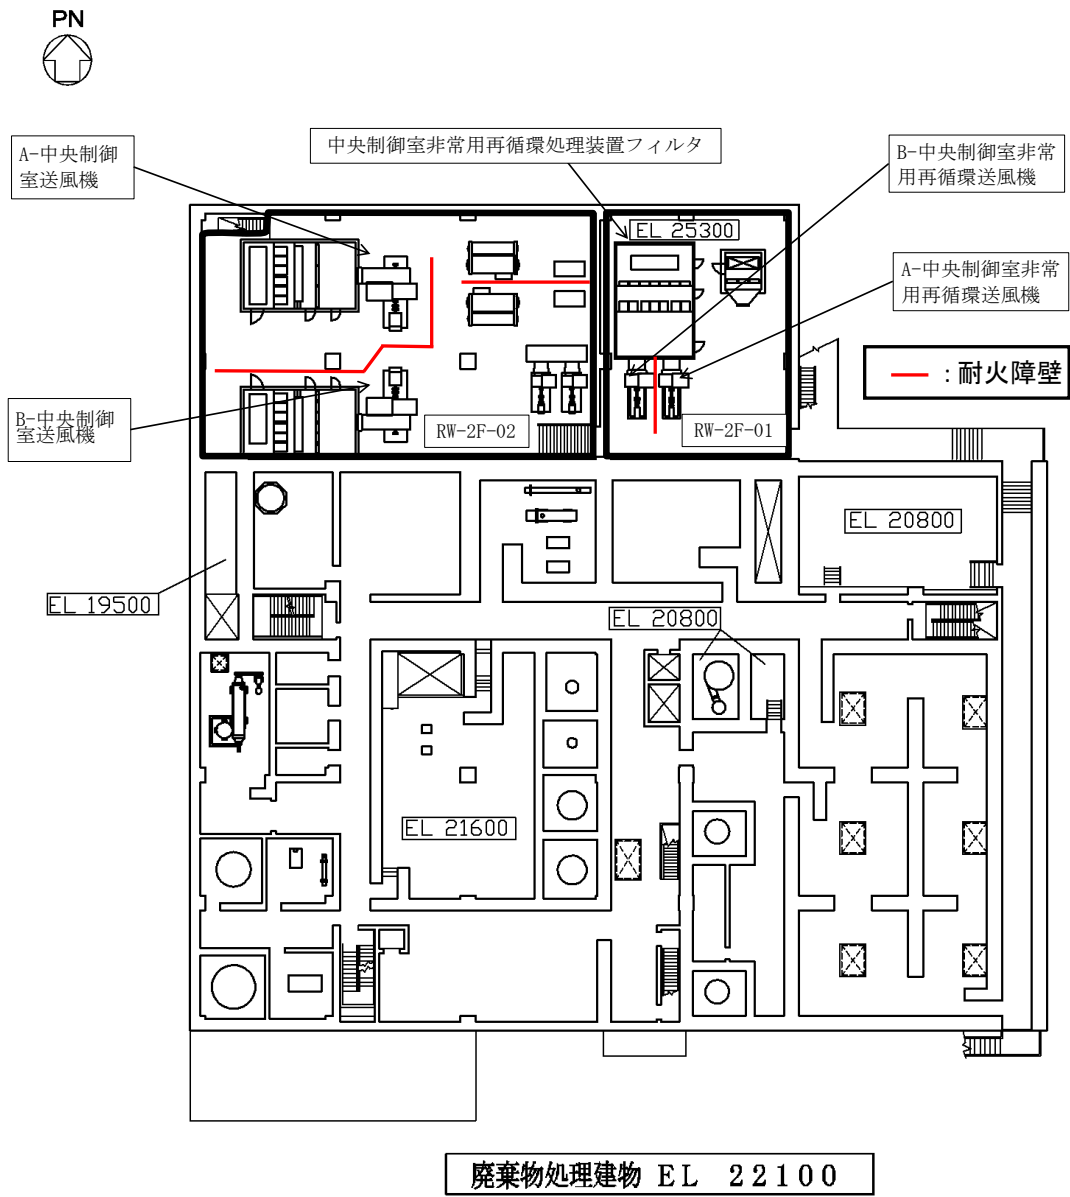 PN
A-中央制御
室送風機
中央制御室非常用再循環処理装置フィルタ
B-中央制御室非常
用再循環送風機
EL 25300
A-中央制御室非常
用再循環送風機
：耐火障壁
B-中央制御
室送風機
RW-2F-02
RW-2F-01
EL 20800
EL 19500
EL 20800
EL 21600
廃棄物処理建物 EL 22100